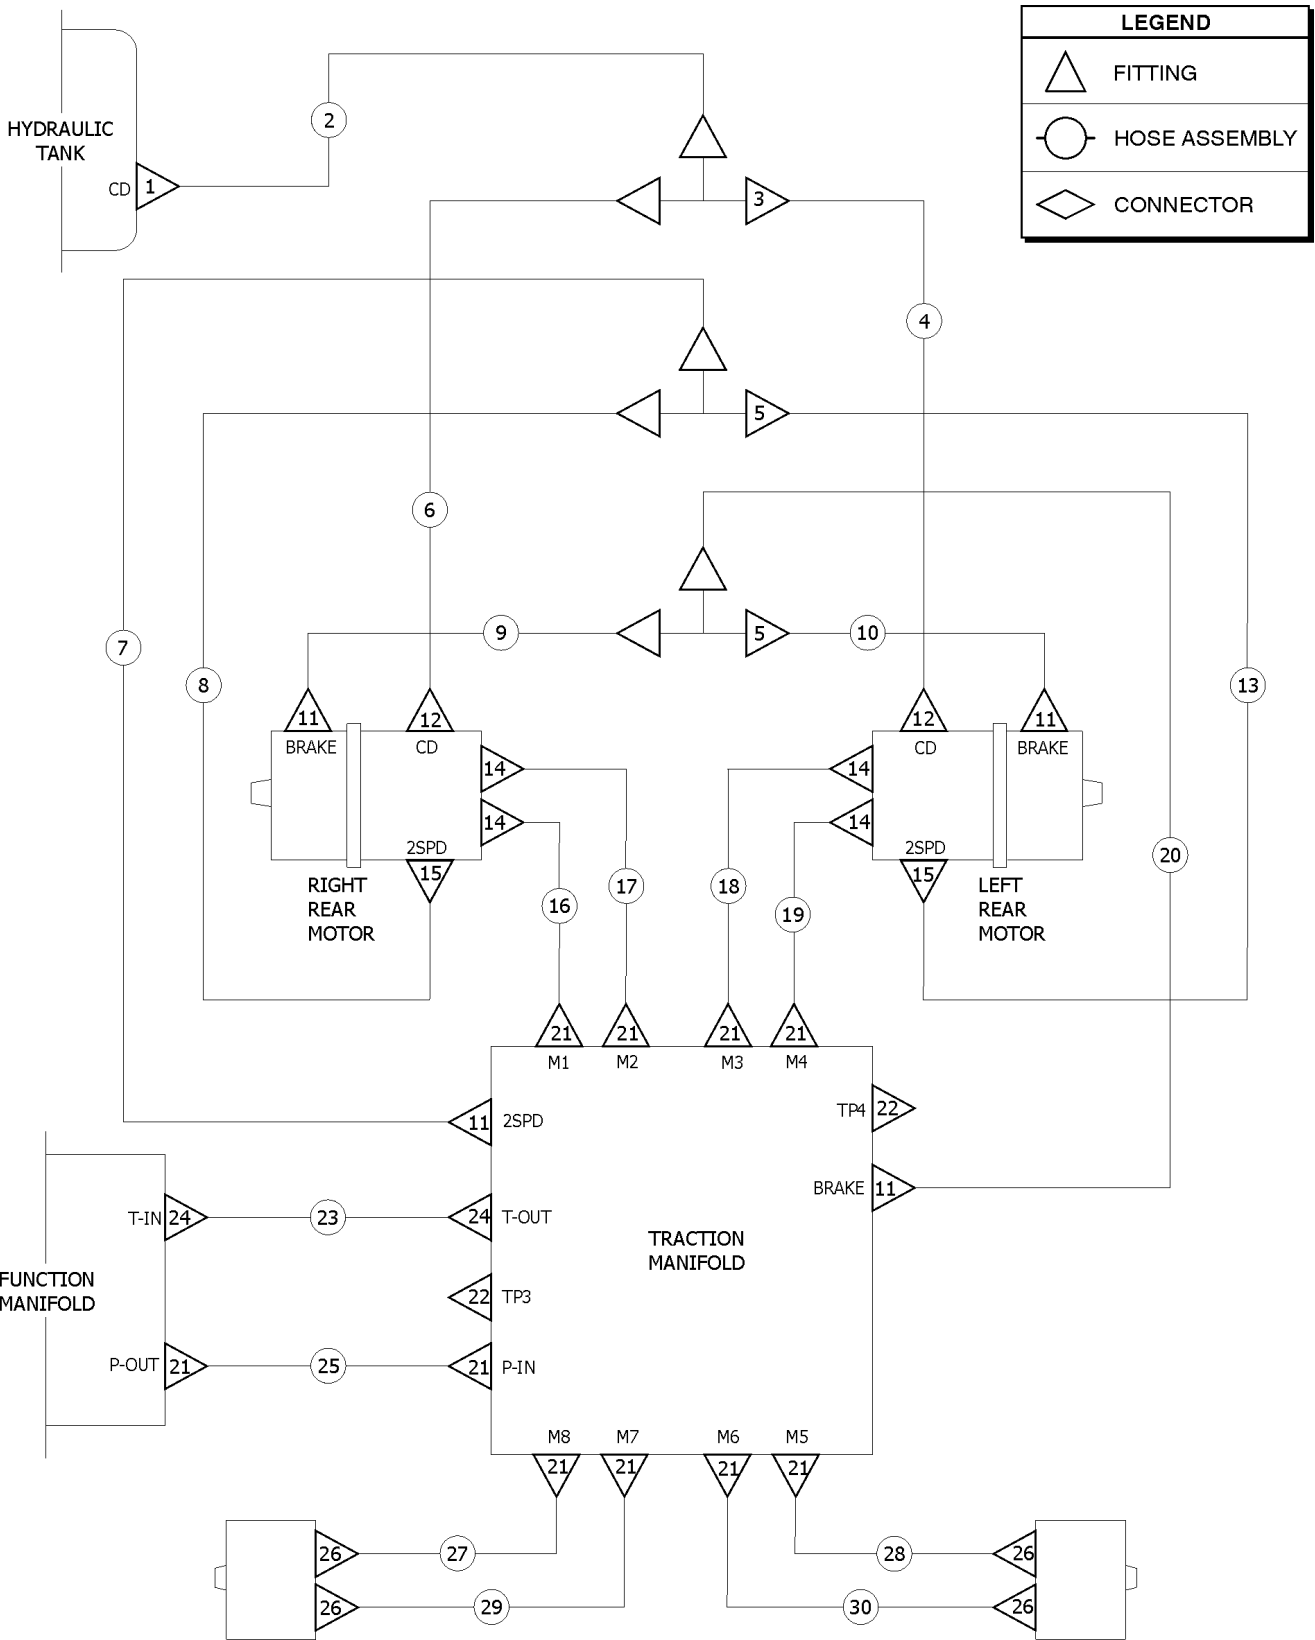 LEGEND
FITTING
HOSE ASSEMBLY
CONNECTOR
HYDRAULIC
TANK
CD
1
2
3
4
5
6
5
7
8
9
10
13
11
12
12
11
BRAKE
CD
CD
BRAKE
14
14
14
14
2SPD
2SPD
15
15
RIGHT
REAR
MOTOR
LEFT
REAR
MOTOR
16
17
18
19
20
21
21
21
21
M1
M2
M3
M4
TP4
22
11
2SPD
BRAKE
11
T-IN
24
23
24
T-OUT
TRACTION
MANIFOLD
FUNCTION
MANIFOLD
22
TP3
P-OUT
21
25
21
P-IN
M8
M7
M6
M5
21
21
21
21
26
27
28
26
26
29
30
26